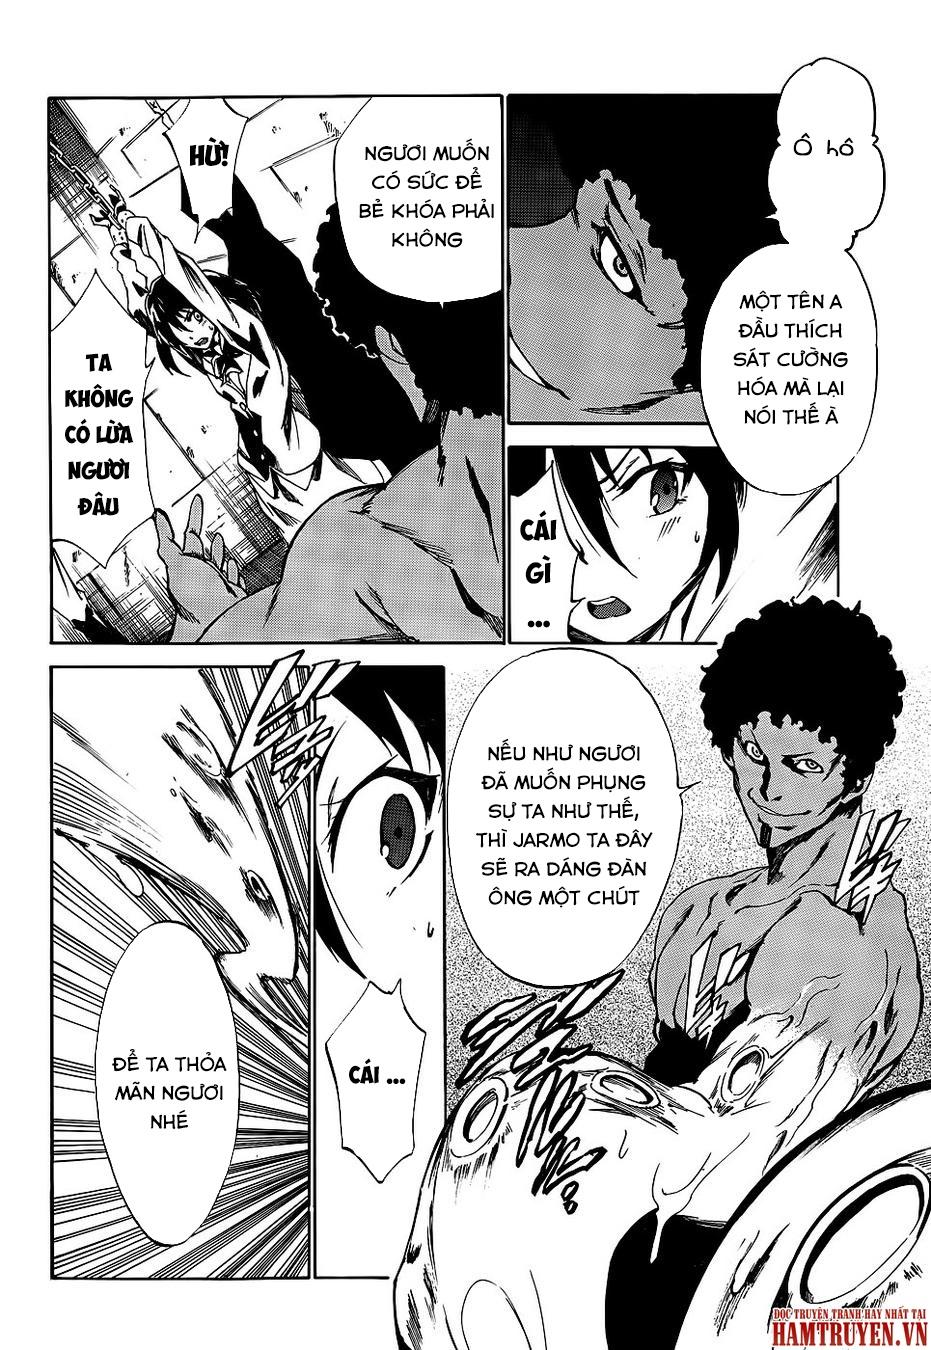 HỪ!
NGƯƠI MUỐN
CÓ SỨC ĐỂ
BẺ KHÓA PHẢI
KHÔNG
TA
KHÔNG
CÓ LỪA
NGƯƠI
ĐÂU
Ô HÔ
MỘT TÊN A
ĐẦU THÍCH
SÁT CƯỜNG
HÓA MÀ LẠI
NÓI THẾ À
CÁI
GÌ
...
NẾU NHƯ NGƯƠI
ĐÃ MUỐN PHỤNG
SỰ TA NHƯ THẾ,
THÌ JARMO TA ĐÂY
SẼ RA DÁNG ĐÀN
ÔNG MỘT CHÚT
CÁI ...
ĐỂ TA THỎA
MÃN NGƯƠI
NHÉ
ĐỌC TRUYỆN TRANH HAY NHẤT TẠI
HAMTRUYEN.VN